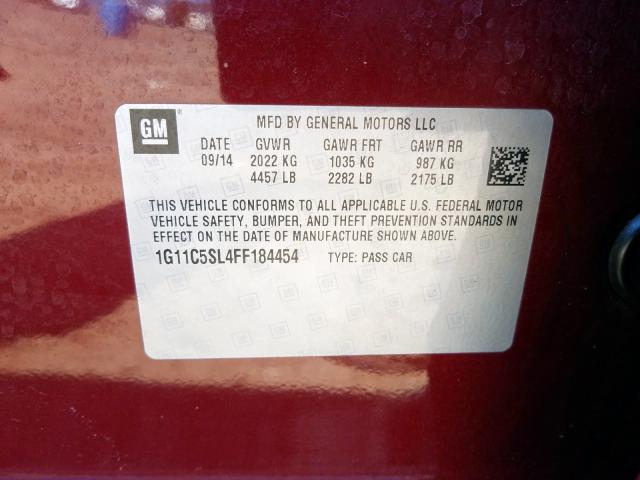 GM
MFD BY GENERAL MOTORS LLC
DATE GVWR GAWR FRT GAWR RR
09/14 2022 KG 1035 KG 987 KG
4457 LB 2282 LB 2175 LB
THIS VEHICLE CONFORMS TO ALL APPLICABLE U.S. FEDERAL MOTOR
VEHICLE SAFETY, BUMPER, AND THEFT PREVENTION STANDARDS IN
EFFECT ON THE DATE OF MANUFACTURE SHOWN ABOVE.
1G11C5SL4FF184454 TYPE: PASS CAR